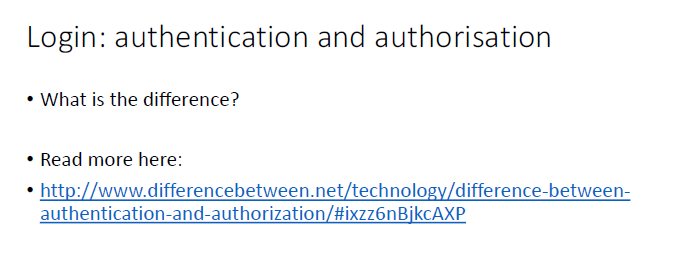 Login: authentication and authorisation
• What is the difference?
• Read more here:
• http://www.differencebetween.net/technology/difference-between-
authentication-and-authorization/#ixzz6nBjkcAXP